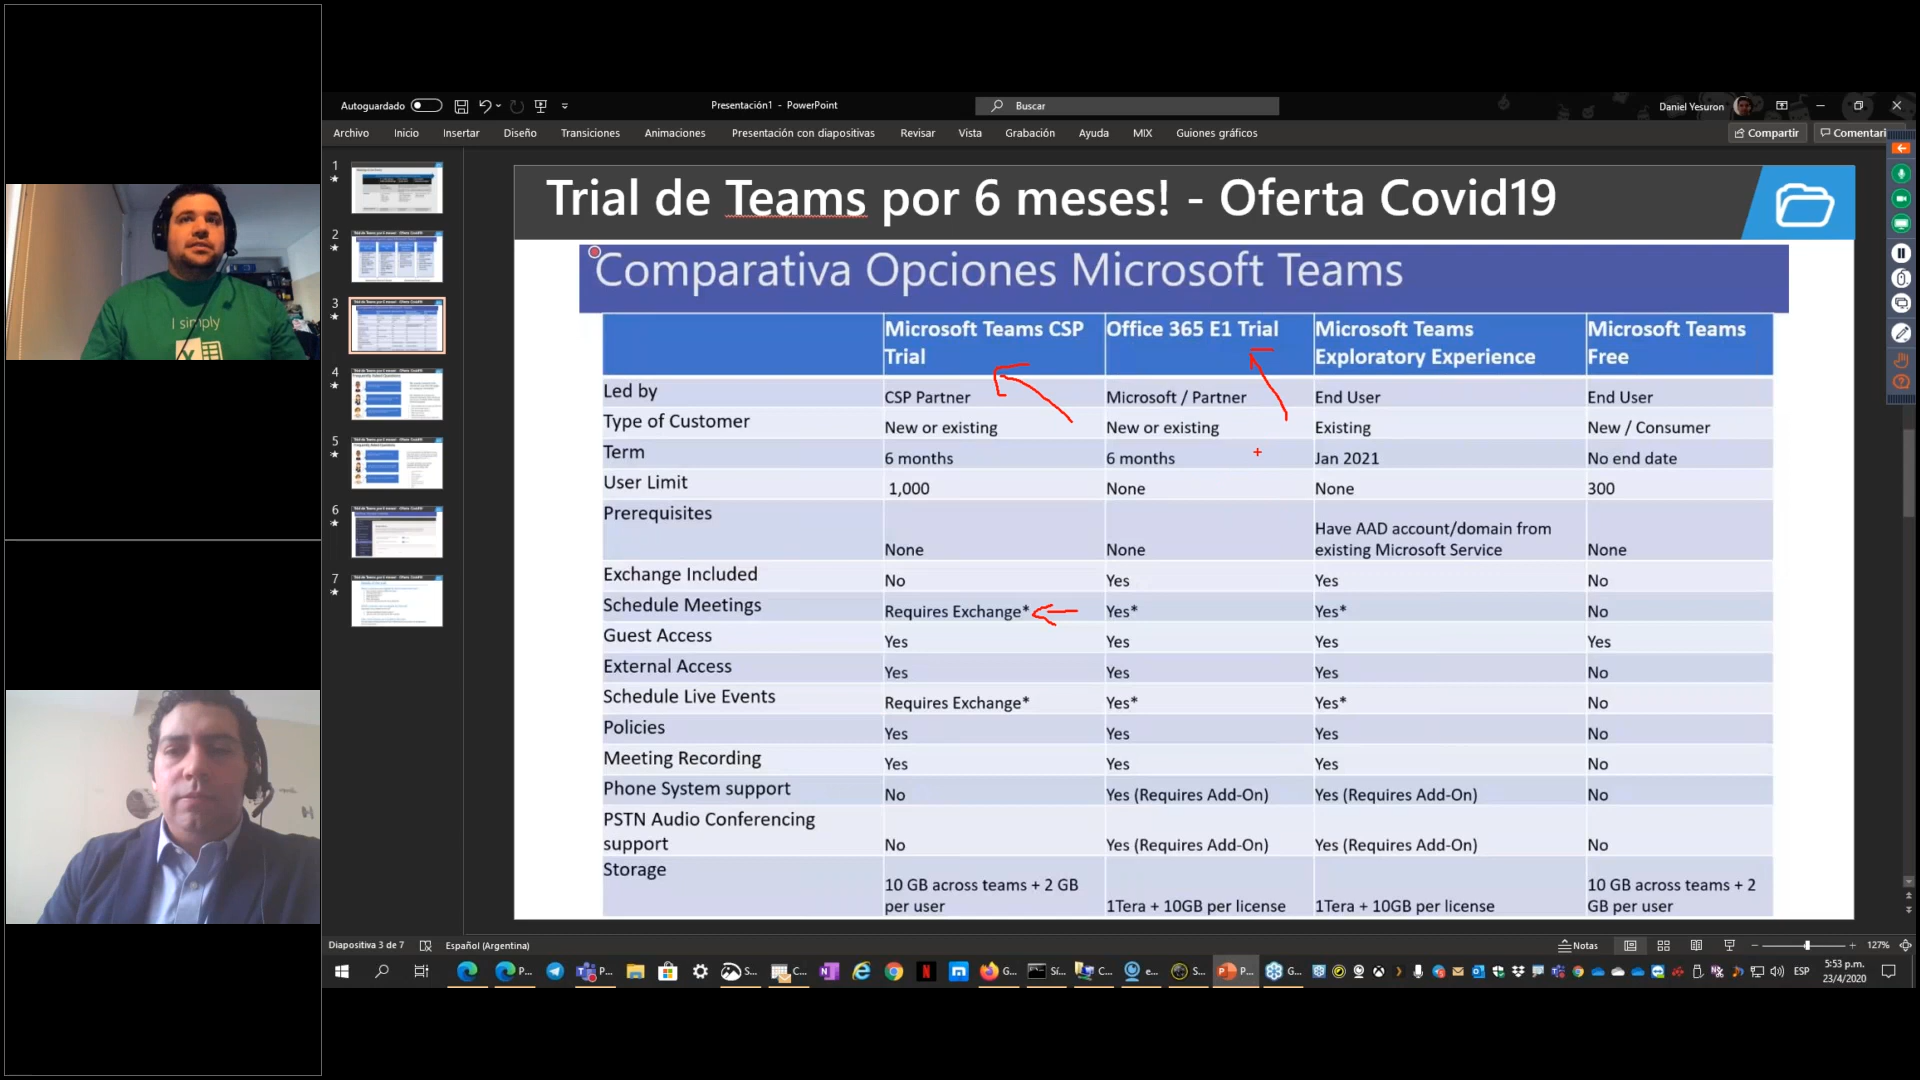 Autoguardado
Presentación1 - PowerPoint
Buscar
Daniel Yesuron
Archivo Inicio Insertar Diseño Transiciones Animaciones Presentación con diapositivas Revisar Vista Grabación Ayuda MIX Guiones gráficos
Compartir
Comentari
I simply
1
2
3
4
5
6
7
Trial de Teams por 6 meses! - Oferta Covid19
Comparativa Opciones Microsoft Teams
Microsoft Teams CSP Trial Office 365 E1 Trial Microsoft Teams Exploratory Experience Microsoft Teams Free
Led by CSP Partner Microsoft / Partner End User End User
Type of Customer New or existing New or existing Existing New / Consumer
Term 6 months 6 months Jan 2021 No end date
User Limit 1,000 None None 300
Prerequisites None None Have AAD account/domain from existing Microsoft Service None
Exchange Included No Yes Yes No
Schedule Meetings Requires Exchange* Yes* Yes* No
Guest Access Yes Yes Yes Yes
External Access Yes Yes Yes No
Schedule Live Events Requires Exchange* Yes* Yes* No
Policies Yes Yes Yes No
Meeting Recording Yes Yes Yes No
Phone System support No Yes (Requires Add-On) Yes (Requires Add-On) No
PSTN Audio Conferencing support No Yes (Requires Add-On) Yes (Requires Add-On) No
Storage 10 GB across teams + 2 GB per user 1Tera + 10GB per license 1Tera + 10GB per license 10 GB across teams + 2 GB per user
Diapositiva 3 de 7
Español (Argentina)
Notas
127%
P...
P...
S...
C...
G...
Sí...
C...
e...
S...
P...
G...
ESP
5:53 p.m.
23/4/2020